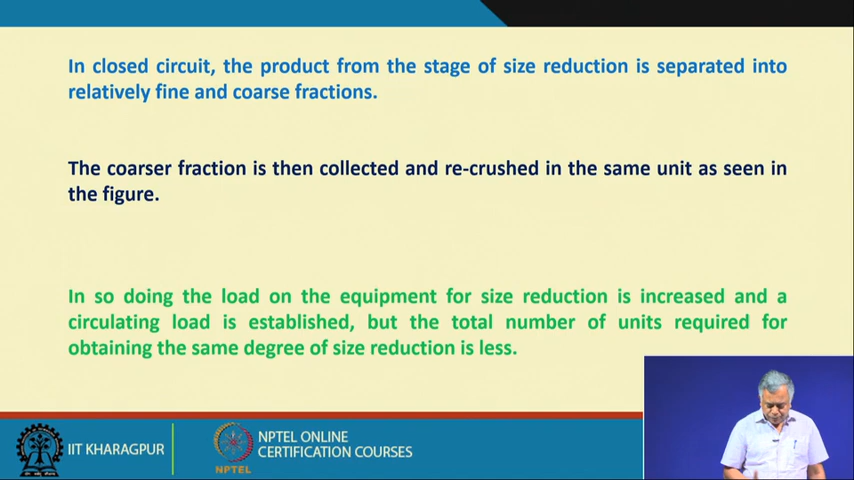 In closed circuit, the product from the stage of size reduction is separated into
relatively fine and coarse fractions.
The coarser fraction is then collected and re-crushed in the same unit as seen in
the figure.
In so doing the load on the equipment for size reduction is increased and a
circulating load is established, but the total number of units required for
obtaining the same degree of size reduction is less.
IIT KHARAGPUR
NPTEL
NPTEL ONLINE
CERTIFICATION COURSES